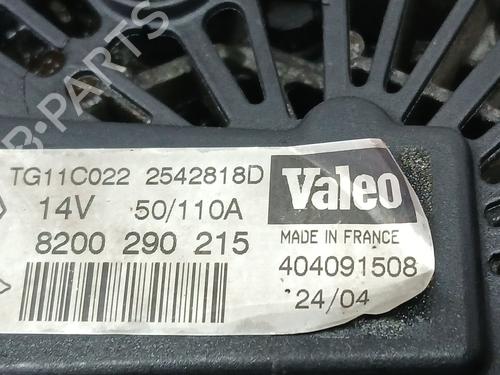 B-PARTS
TG11C022 2542818D
14V 50/110A
8200 290 215
Valeo
MADE IN FRANCE
404091508
24/04